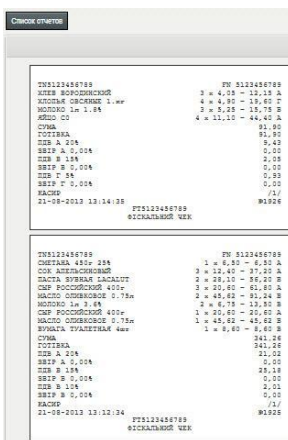 Список отчетов
TN5123456789 FN 5123456789
ХЛЕБ БОРОДИНСКИЙ 3 x 4,05 - 12,15 А
ХЛОПЬЯ ОВСЯНЫЕ 1.кг 4 x 4,90 - 19,60 Г
МОЛОКО 1л 1.8% 3 x 5,25 - 15,75 В
ЯЙЦО С0 4 x 11,10 - 44,40 А
СУМА 91,90
ГОТІВКА 91,90
ПДВ А 20% 9,43
ЗБІР А 0,00% 0,00
ПДВ В 15% 2,05
ЗБІР В 0,00% 0,00
ПДВ Г 5% 0,93
ЗБІР Г 0,00% 0,00
КАСИР /1/
21-08-2013 13:14:35 №1926
FT5123456789
ФІСКАЛЬНИЙ ЧЕК
TN5123456789 FN 5123456789
СМЕТАНА 450г 25% 1 x 6,50 - 6,50 А
СОК АПЕЛЬСИНОВЫЙ 3 x 12,40 - 37,20 А
ПАСТА ЗУБНАЯ LACALUT 2 x 28,10 - 56,20 Б
СЫР РОССИЙСКИЙ 400г 3 x 20,60 - 61,80 А
МАСЛО ОЛИВКОВОЕ 0.75л 2 x 45,62 - 91,24 Б
МОЛОКО 1л 3.6% 2 x 6,75 - 13,50 В
СЫР РОССИЙСКИЙ 400г 1 x 20,60 - 20,60 А
МАСЛО ОЛИВКОВОЕ 0.75л 1 x 45,62 - 45,62 Б
БУМАГА ТУАЛЕТНАЯ 4шт 1 x 8,60 - 8,60 В
СУМА 341,26
ГОТІВКА 341,26
ПДВ А 20% 21,02
ЗБІР А 0,00% 0,00
ПДВ Б 15% 25,18
ЗБІР Б 0,00% 0,00
ПДВ В 10% 2,01
ЗБІР В 0,00% 0,00
КАСИР /1/
21-08-2013 13:12:34 №1925
FT5123456789
ФІСКАЛЬНИЙ ЧЕК